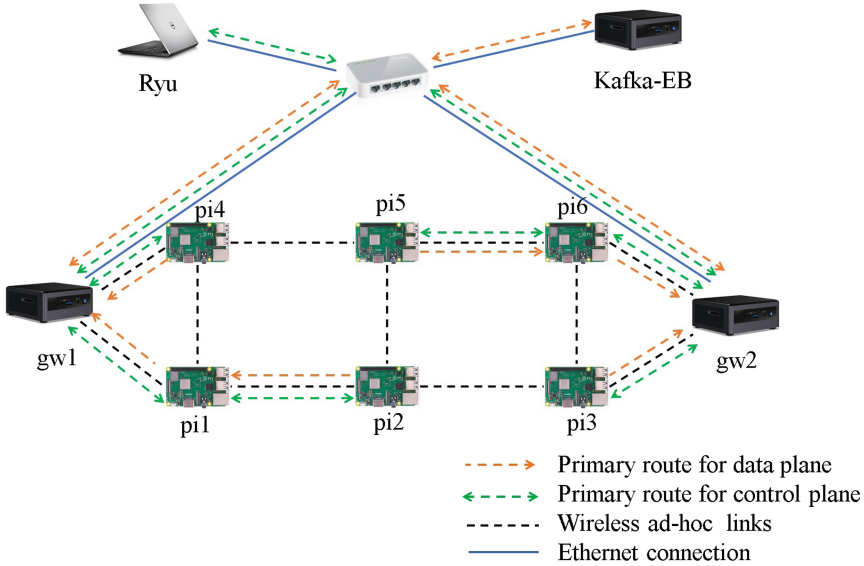 Ryu
Kafka-EB
pi4
pi5
pi6
gw1
gw2
pi1
pi2
pi3
Primary route for data plane
Primary route for control plane
Wireless ad-hoc links
Ethernet connection